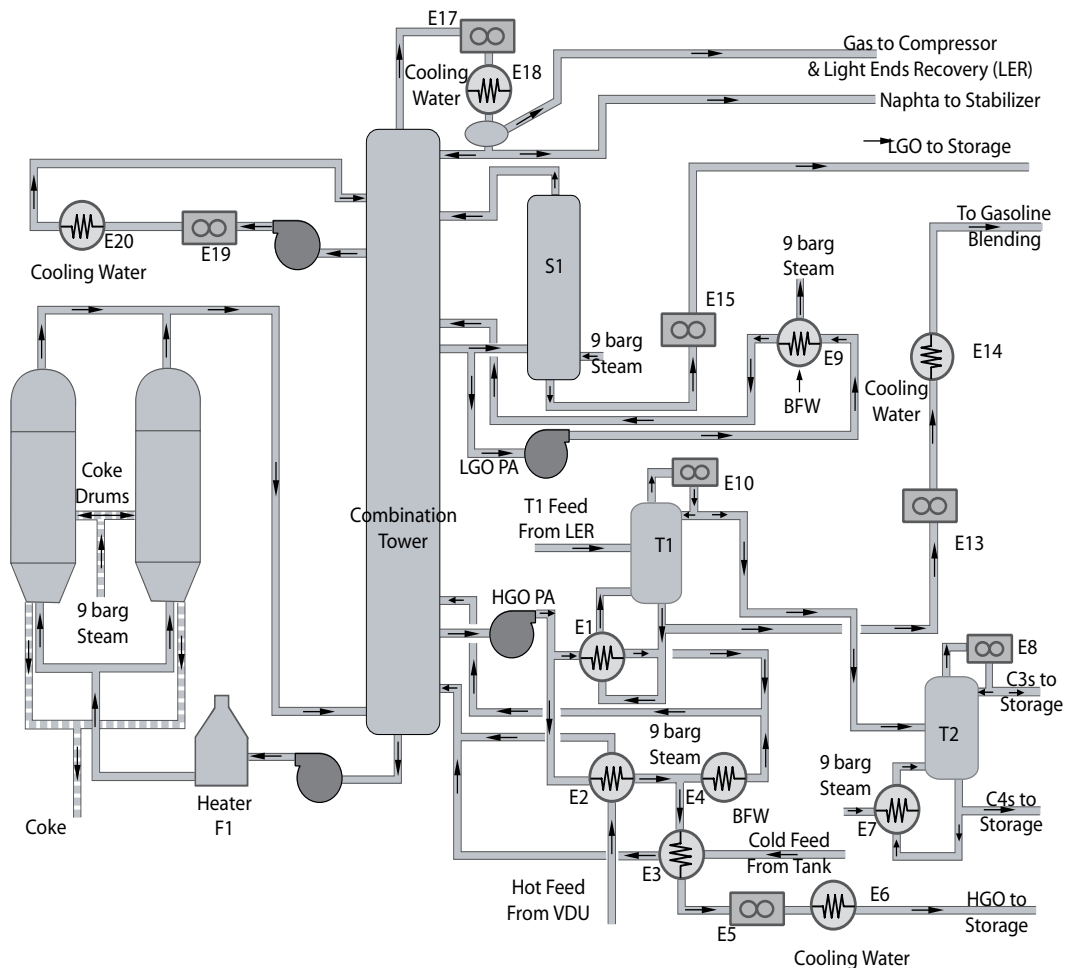 E17
Gas to Compressor
& Light Ends Recovery (LER)
Cooling
Water
E18
Naphta to Stabilizer
LGO to Storage
E20
E19
Cooling Water
To Gasoline
Blending
9 barg
Steam
S1
E15
9 barg
Steam
E9
BFW
E14
Cooling
Water
LGO PA
Coke
Drums
Combination
Tower
E10
T1 Feed
From LER
T1
E13
9 barg
Steam
HGO PA
E1
E8
C3s to
Storage
T2
9 barg
Steam
E2
E4
BFW
9 barg
Steam
E7
C4s to
Storage
Heater
F1
Coke
E3
Cold Feed
From Tank
Hot Feed
From VDU
E5
E6
HGO to
Storage
Cooling Water